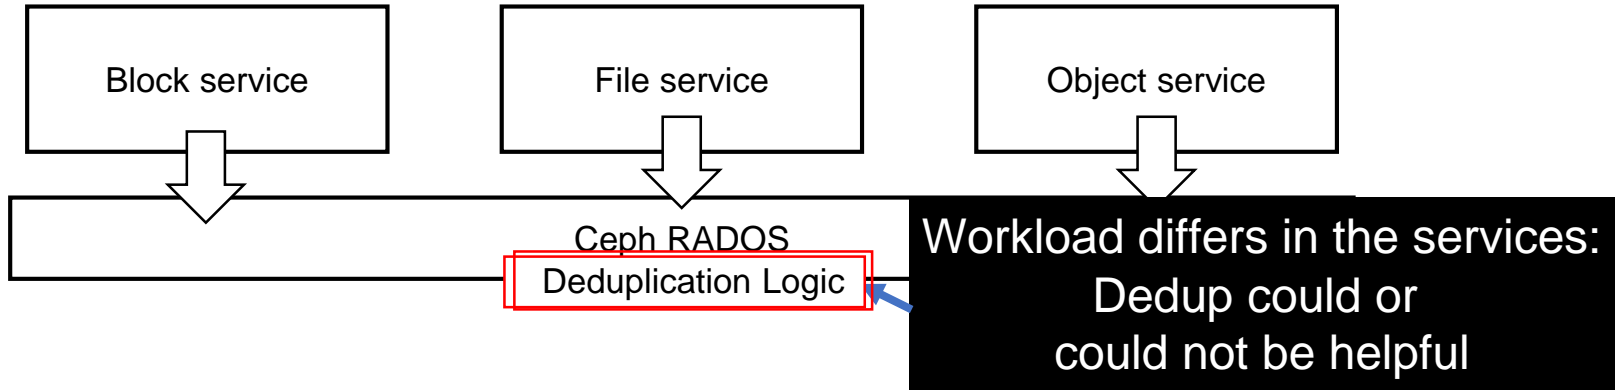 Block service
File service
Object service
Ceph RADOS
Deduplication Logic
Workload differs in the services:
Dedup could or
could not be helpful